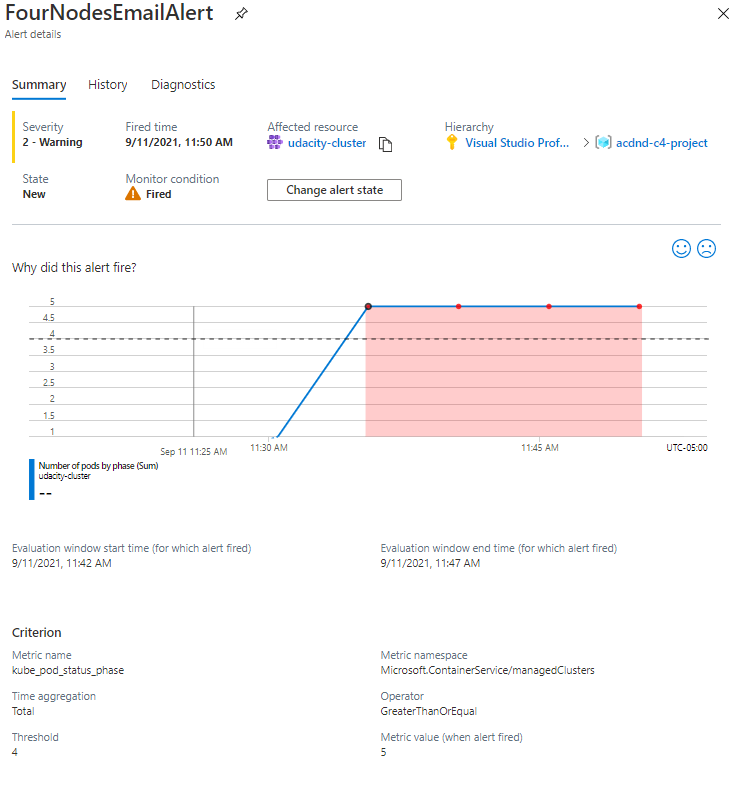 FourNodesEmailAlert
Alert details
Summary History Diagnostics
Severity Fired time Affected resource Hierarchy
2 - Warning 9/11/2021, 11:50 AM udacity-cluster Visual Studio Prof... > acdnd-c4-project
State Monitor condition
New Fired Change alert state
Why did this alert fire?
5
4.5
4
3.5
3
2.5
2
1.5
1
Sep 11 11:25 AM 11:30 AM 11:45 AM UTC-05:00
Number of pods by phase (Sum)
udacity-cluster
--
Evaluation window start time (for which alert fired) Evaluation window end time (for which alert fired)
9/11/2021, 11:42 AM 9/11/2021, 11:47 AM
Criterion
Metric name Metric namespace
kube_pod_status_phase Microsoft.ContainerService/managedClusters
Time aggregation Operator
Total GreaterThanOrEqual
Threshold Metric value (when alert fired)
4 5